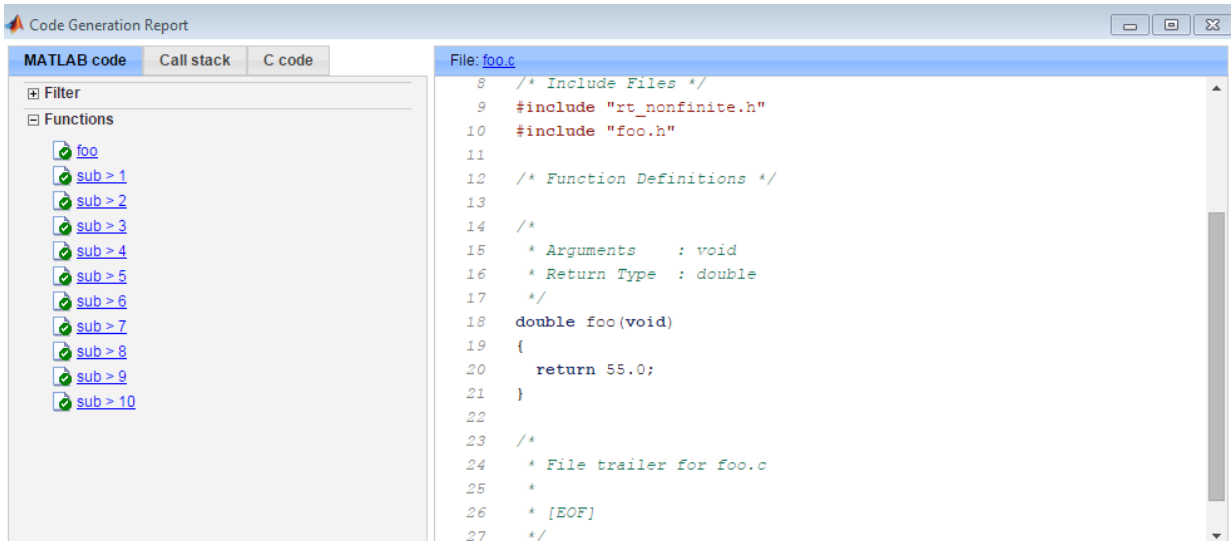 Code Generation Report
MATLAB code Call stack C code
Filter
Functions
foo
sub > 1
sub > 2
sub > 3
sub > 4
sub > 5
sub > 6
sub > 7
sub > 8
sub > 9
sub > 10
File: foo.c
8 /* Include Files */
9 #include "rt_nonfinite.h"
10 #include "foo.h"
11
12 /* Function Definitions */
13
14 /*
15 * Arguments    : void
16 * Return Type  : double
17 */
18 double foo(void)
19 {
20   return 55.0;
21 }
22
23 /*
24 * File trailer for foo.c
25 *
26 * [EOF]
27 */